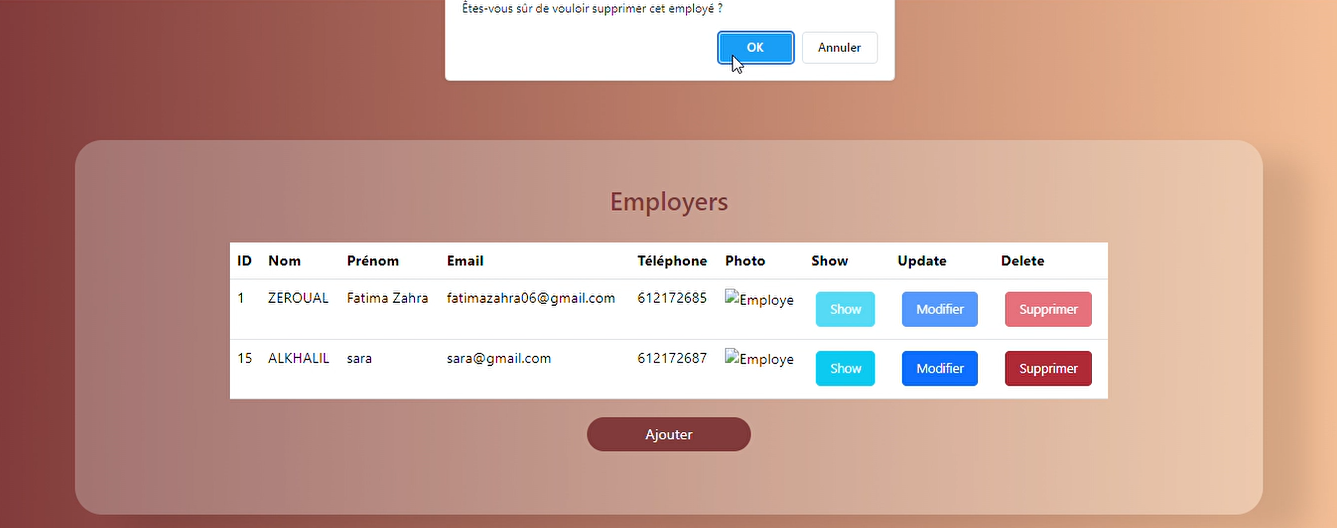 Êtes-vous sûr de vouloir supprimer cet employé ?
OK Annuler
Employers
ID Nom Prénom Email Téléphone Photo Show Update Delete
1 ZEROUAL Fatima Zahra fatimazahra06@gmail.com 612172685 Employe Show Modifier Supprimer
15 ALKHALIL sara sara@gmail.com 612172687 Employe Show Modifier Supprimer
Ajouter